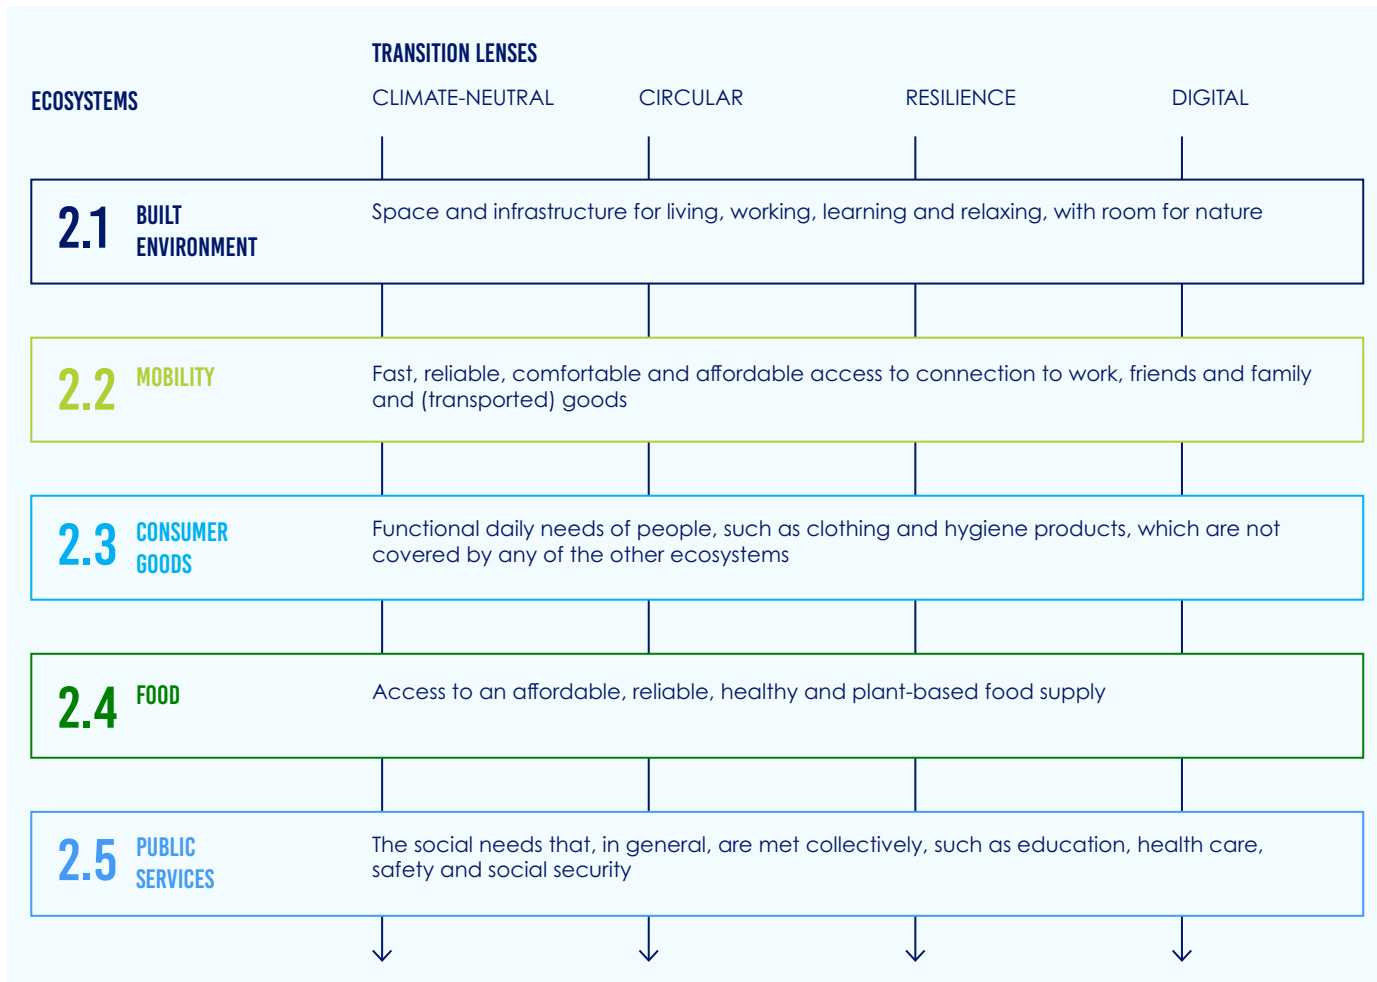 TRANSITION LENSES
ECOSYSTEMS
CLIMATE-NEUTRAL
CIRCULAR
RESILIENCE
DIGITAL
2.1
BUILT
ENVIRONMENT
Space and infrastructure for living, working, learning and relaxing, with room for nature
2.2
MOBILITY
Fast, reliable, comfortable and affordable access to connection to work, friends and family
and (transported) goods
2.3
CONSUMER
GOODS
Functional daily needs of people, such as clothing and hygiene products, which are not
covered by any of the other ecosystems
2.4
FOOD
Access to an affordable, reliable, healthy and plant-based food supply
2.5
PUBLIC
SERVICES
The social needs that, in general, are met collectively, such as education, health care,
safety and social security